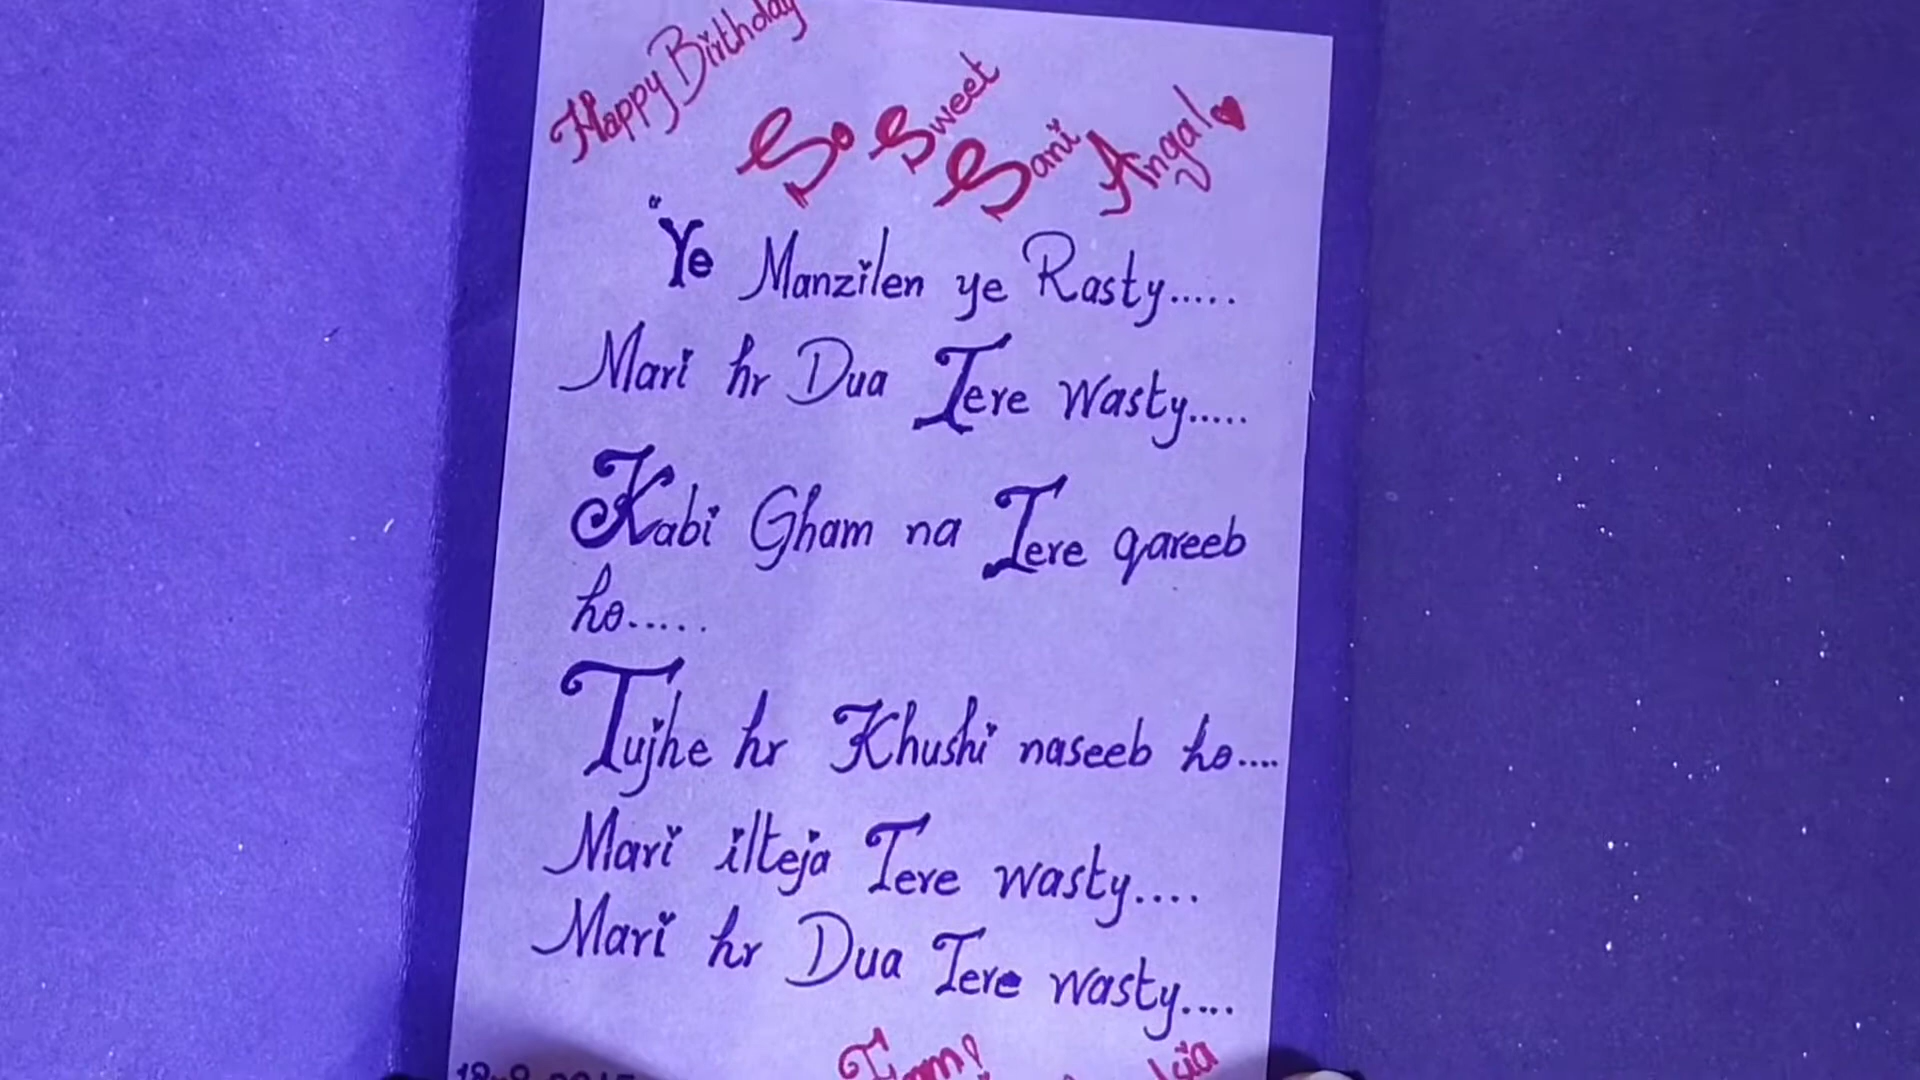 Happy Birthday
So Sweet Sani Angal
"Ye Manzilen ye Rasty.....
Mari hr Dua Tere wasty.....
Kabi Gham na Tere qareeb
ho.....
Tujhe hr Khushi naseeb ho....
Mari ilteja Tere wasty....
Mari hr Dua Tere wasty....